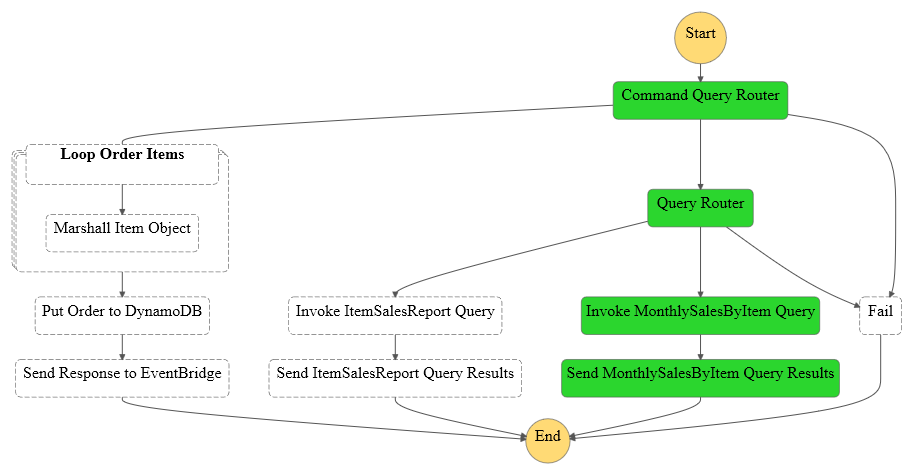 Start
Command Query Router
Loop Order Items
Query Router
Marshall Item Object
Put Order to DynamoDB
Invoke ItemSalesReport Query
Invoke MonthlySalesByItem Query
Fail
Send Response to EventBridge
Send ItemSalesReport Query Results
Send MonthlySalesByItem Query Results
End